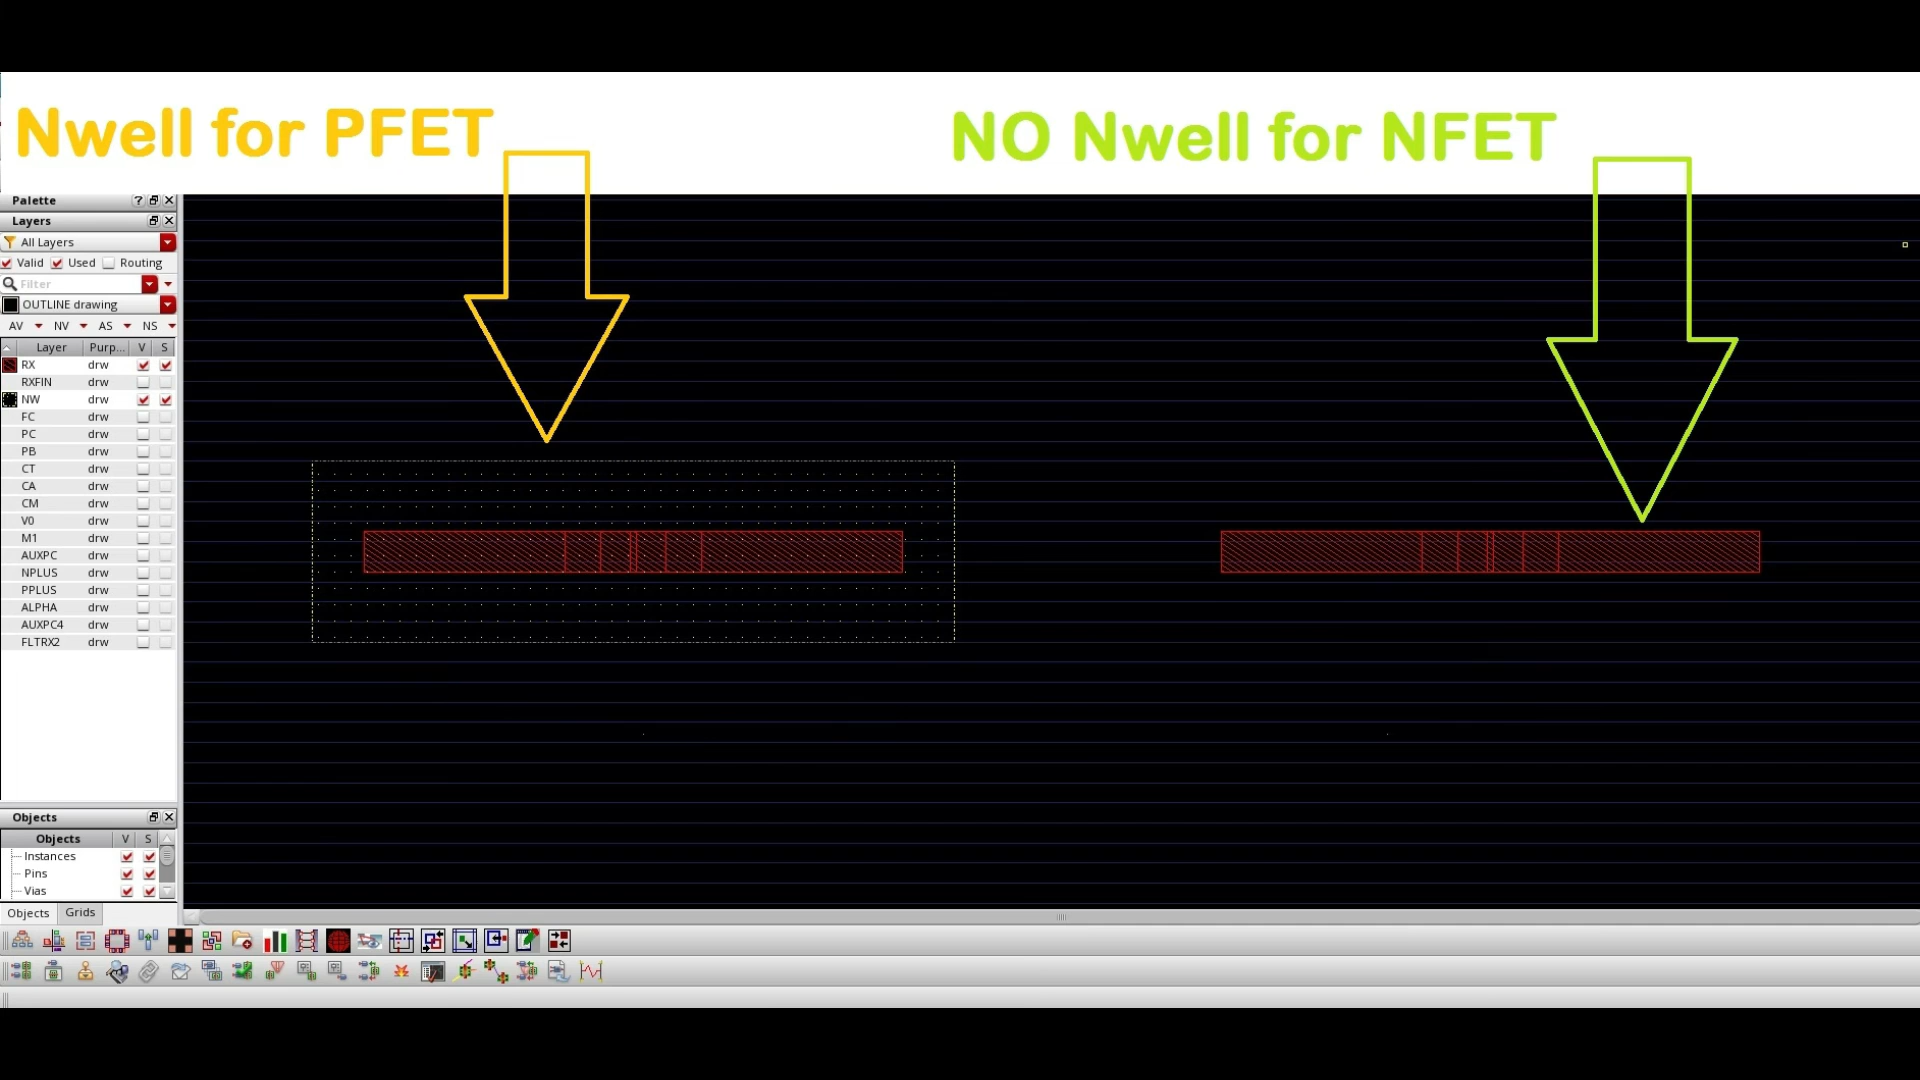 Nwell for PFET
NO Nwell for NFET
Palette
Layers
All Layers
Valid Used Routing
Filter
OUTLINE drawing
AV NV AS NS
Layer Purp... V S
RX drw
RXFIN drw
NW drw
FC drw
PC drw
PB drw
CT drw
CA drw
CM drw
V0 drw
M1 drw
AUXPC drw
NPLUS drw
PPLUS drw
ALPHA drw
AUXPC4 drw
FLTRX2 drw
Objects
Objects V S
Instances
Pins
Vias
Objects Grids